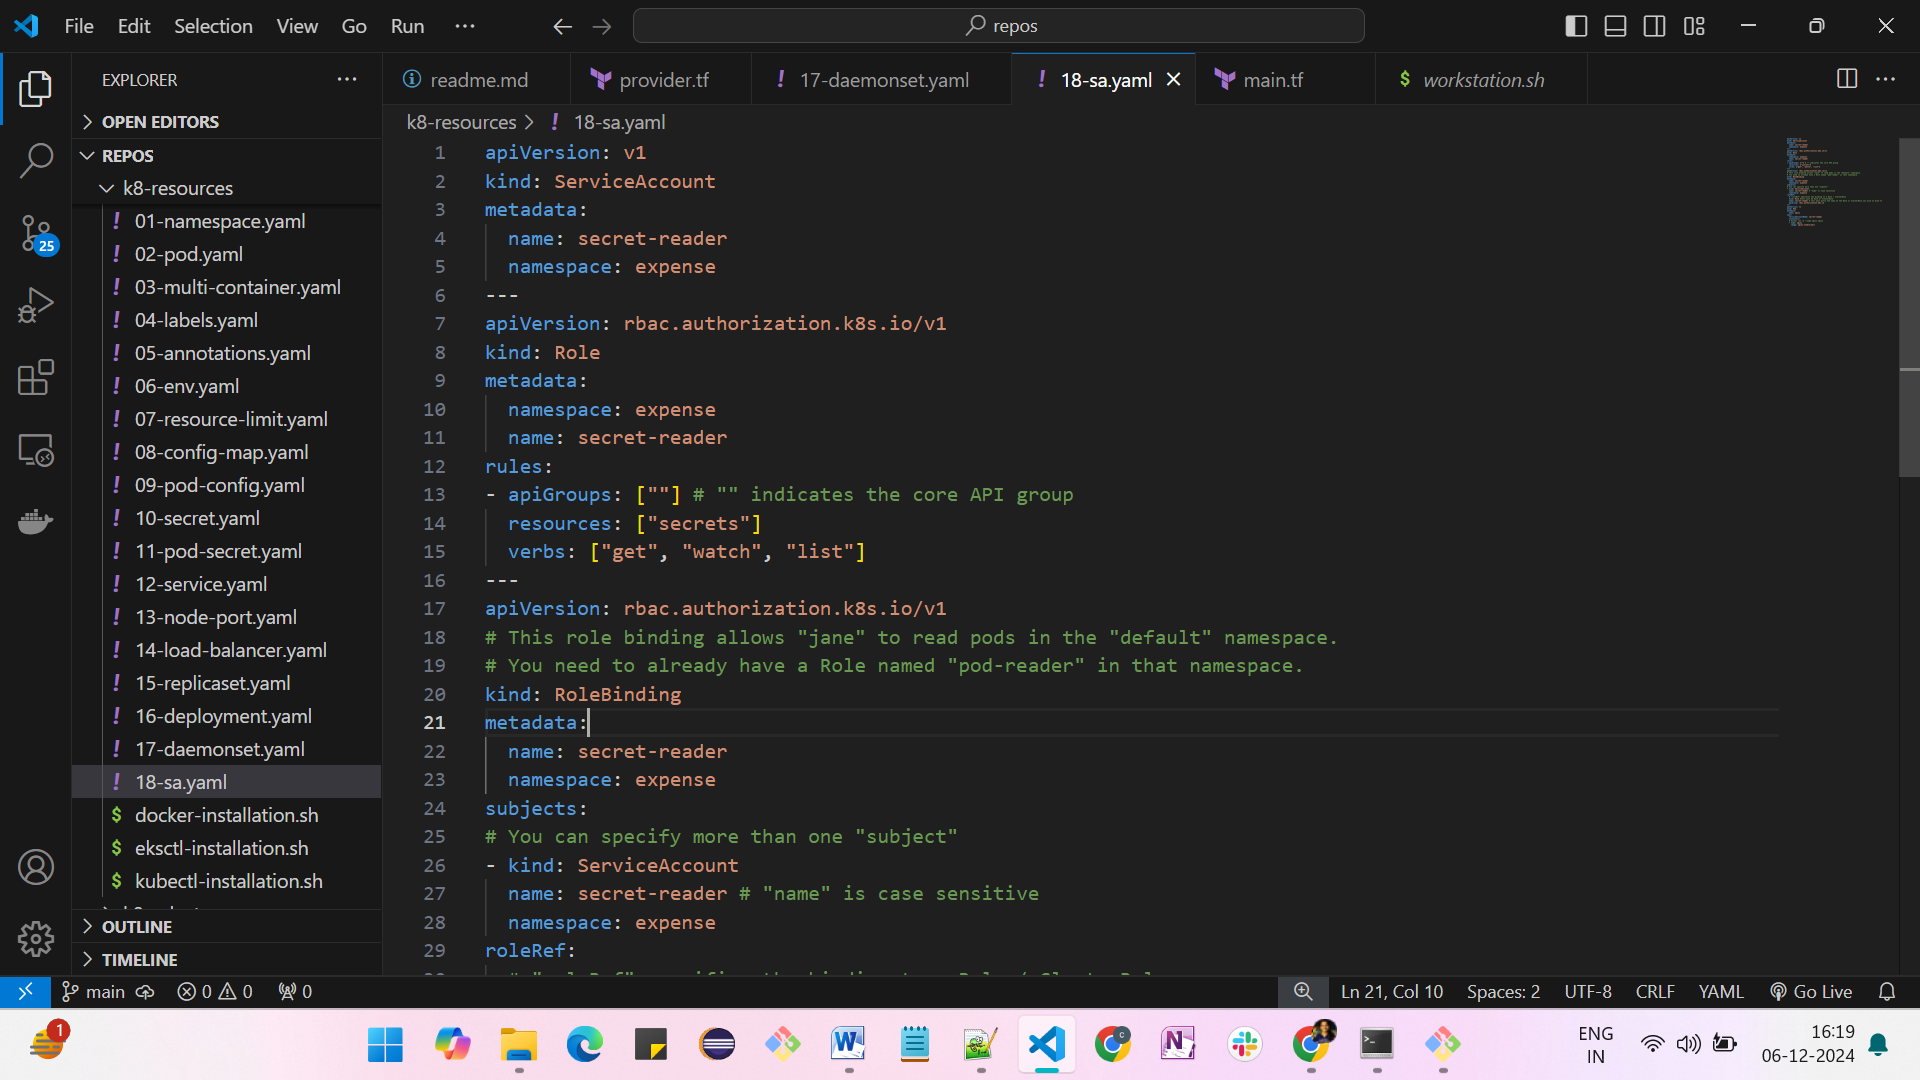 File Edit Selection View Go Run ...
repos
EXPLORER
OPEN EDITORS
REPOS
k8-resources
01-namespace.yaml
02-pod.yaml
03-multi-container.yaml
04-labels.yaml
05-annotations.yaml
06-env.yaml
07-resource-limit.yaml
08-config-map.yaml
09-pod-config.yaml
10-secret.yaml
11-pod-secret.yaml
12-service.yaml
13-node-port.yaml
14-load-balancer.yaml
15-replicaset.yaml
16-deployment.yaml
17-daemonset.yaml
18-sa.yaml
docker-installation.sh
eksctl-installation.sh
kubectl-installation.sh
OUTLINE
TIMELINE
25
readme.md provider.tf 17-daemonset.yaml 18-sa.yaml main.tf workstation.sh
k8-resources > 18-sa.yaml
1 apiVersion: v1
2 kind: ServiceAccount
3 metadata:
4 name: secret-reader
5 namespace: expense
6 ---
7 apiVersion: rbac.authorization.k8s.io/v1
8 kind: Role
9 metadata:
10 namespace: expense
11 name: secret-reader
12 rules:
13 - apiGroups: [""] # "" indicates the core API group
14 resources: ["secrets"]
15 verbs: ["get", "watch", "list"]
16 ---
17 apiVersion: rbac.authorization.k8s.io/v1
18 # This role binding allows "jane" to read pods in the "default" namespace.
19 # You need to already have a Role named "pod-reader" in that namespace.
20 kind: RoleBinding
21 metadata:
22 name: secret-reader
23 namespace: expense
24 subjects:
25 # You can specify more than one "subject"
26 - kind: ServiceAccount
27 name: secret-reader # "name" is case sensitive
28 namespace: expense
29 roleRef:
main 0 0 0 Ln 21, Col 10 Spaces: 2 UTF-8 CRLF YAML Go Live
1
ENG
IN
16:19
06-12-2024